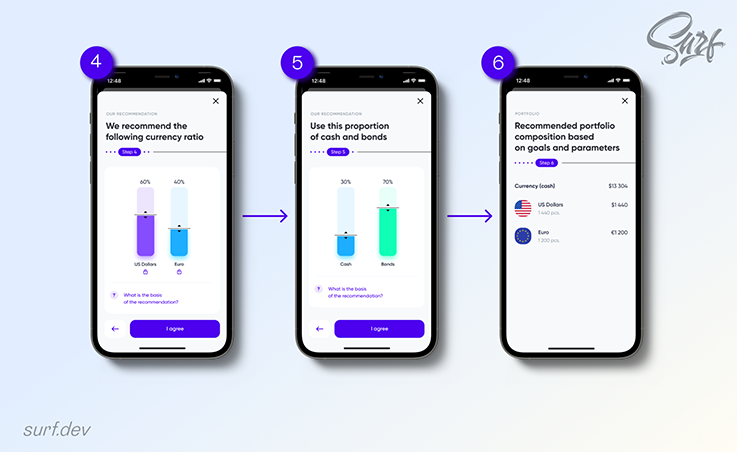 4
5
6
Surf
12:48
OUR RECOMMENDATION
We recommend the
following currency ratio
Step 4
60%
40%
US Dollars
Euro
?
What is the basis
of the recommendation?
I agree
12:48
OUR RECOMMENDATION
Use this proportion
of cash and bonds
Step 5
30%
70%
Cash
Bonds
?
What is the basis
of the recommendation?
I agree
12:48
PORTFOLIO
Recommended portfolio
composition based
on goals and parameters
Step 6
Currency (cash) $13 304
US Dollars $1 440
1 440 pcs.
Euro €1 200
1 200 pcs.
surf.dev